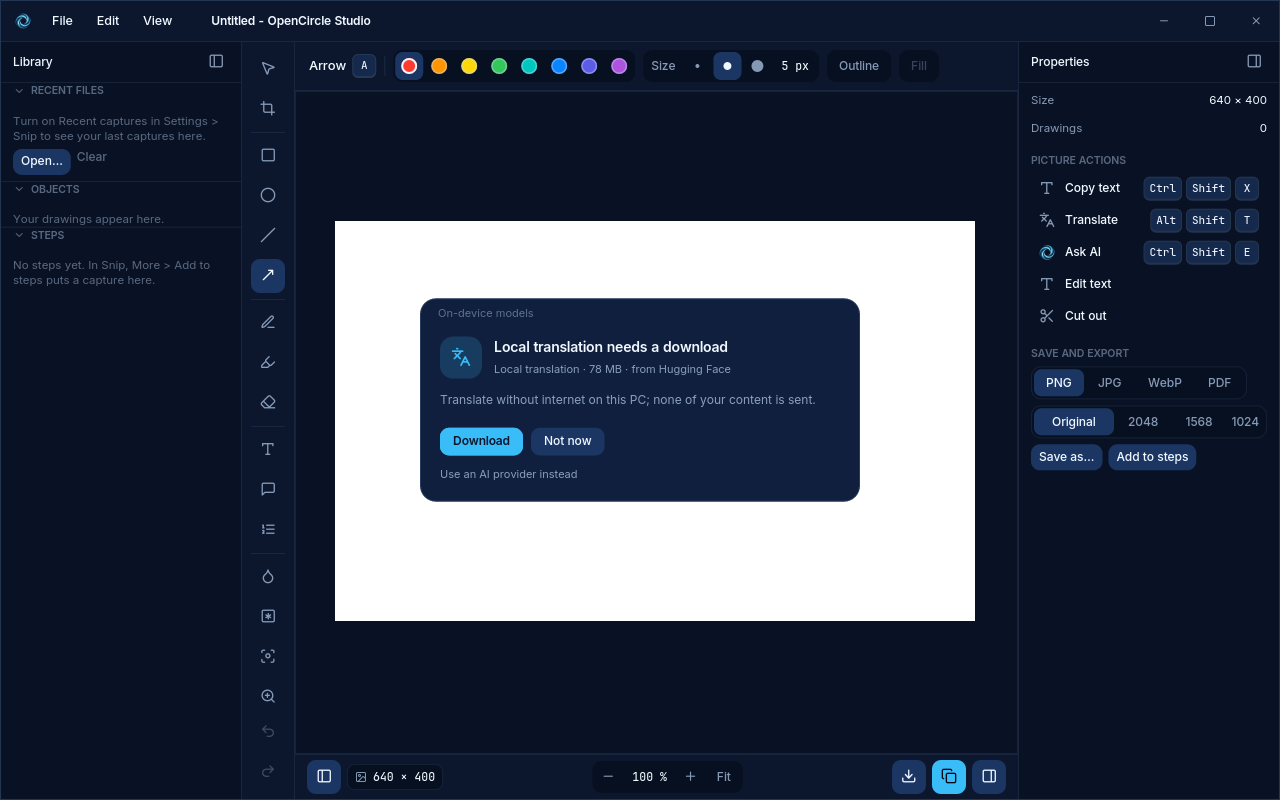 File Edit View Untitled - OpenCircle Studio
Library
RECENT FILES
Turn on Recent captures in Settings >
Snip to see your last captures here.
Open... Clear
OBJECTS
Your drawings appear here.
STEPS
No steps yet. In Snip, More > Add to
steps puts a capture here.
Arrow A Size 5 px Outline Fill
On-device models
Local translation needs a download
Local translation · 78 MB · from Hugging Face
Translate without internet on this PC; none of your content is sent.
Download Not now
Use an AI provider instead
640 × 400 100 % Fit
Properties
Size 640 × 400
Drawings 0
PICTURE ACTIONS
Copy text Ctrl Shift X
Translate Alt Shift T
Ask AI Ctrl Shift E
Edit text
Cut out
SAVE AND EXPORT
PNG JPG WebP PDF
Original 2048 1568 1024
Save as... Add to steps